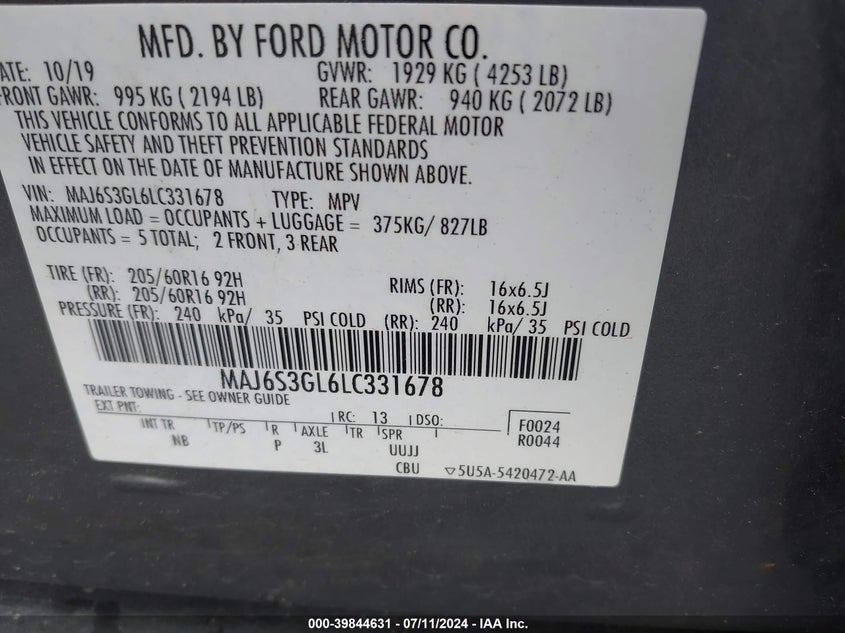 MFD. BY FORD MOTOR CO.
ATE: 10/19 GVWR: 1929 KG ( 4253 LB)
FRONT GAWR: 995 KG ( 2194 LB) REAR GAWR: 940 KG ( 2072 LB)
THIS VEHICLE CONFORMS TO ALL APPLICABLE FEDERAL MOTOR
VEHICLE SAFETY AND THEFT PREVENTION STANDARDS
IN EFFECT ON THE DATE OF MANUFACTURE SHOWN ABOVE.
VIN: MAJ6S3GL6LC331678 TYPE: MPV
MAXIMUM LOAD = OCCUPANTS + LUGGAGE = 375KG/ 827LB
OCCUPANTS = 5 TOTAL; 2 FRONT, 3 REAR
TIRE (FR): 205/60R16 92H RIMS (FR): 16x6.5J
(RR): 205/60R16 92H (RR): 16x6.5J
PRESSURE (FR): 240 kPa/ 35 PSI COLD (RR): 240 kPa/ 35 PSI COLD
MAJ6S3GL6LC331678
TRAILER TOWING - SEE OWNER GUIDE
EXT PNT: RC: 13 DSO: F0024
INT TR TP/PS R AXLE TR SPR R0044
NB P 3L UUJJ
CBU ▽5U5A-5420472-AA
000-39844631 - 07/11/2024 - IAA Inc.